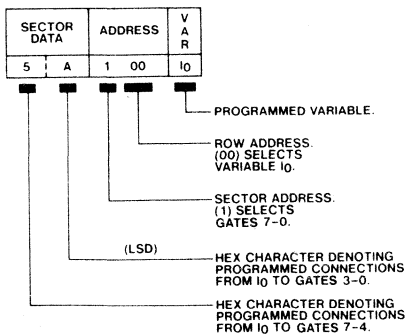 SECTOR DATA
ADDRESS
VAR
5 A 1 00 I0
PROGRAMMED VARIABLE.
ROW ADDRESS.
(00) SELECTS
VARIABLE I0.
SECTOR ADDRESS.
(1) SELECTS
GATES 7-0.
(LSD)
HEX CHARACTER DENOTING
PROGRAMMED CONNECTIONS
FROM I0 TO GATES 3-0.
HEX CHARACTER DENOTING
PROGRAMMED CONNECTIONS
FROM I0 TO GATES 7-4.